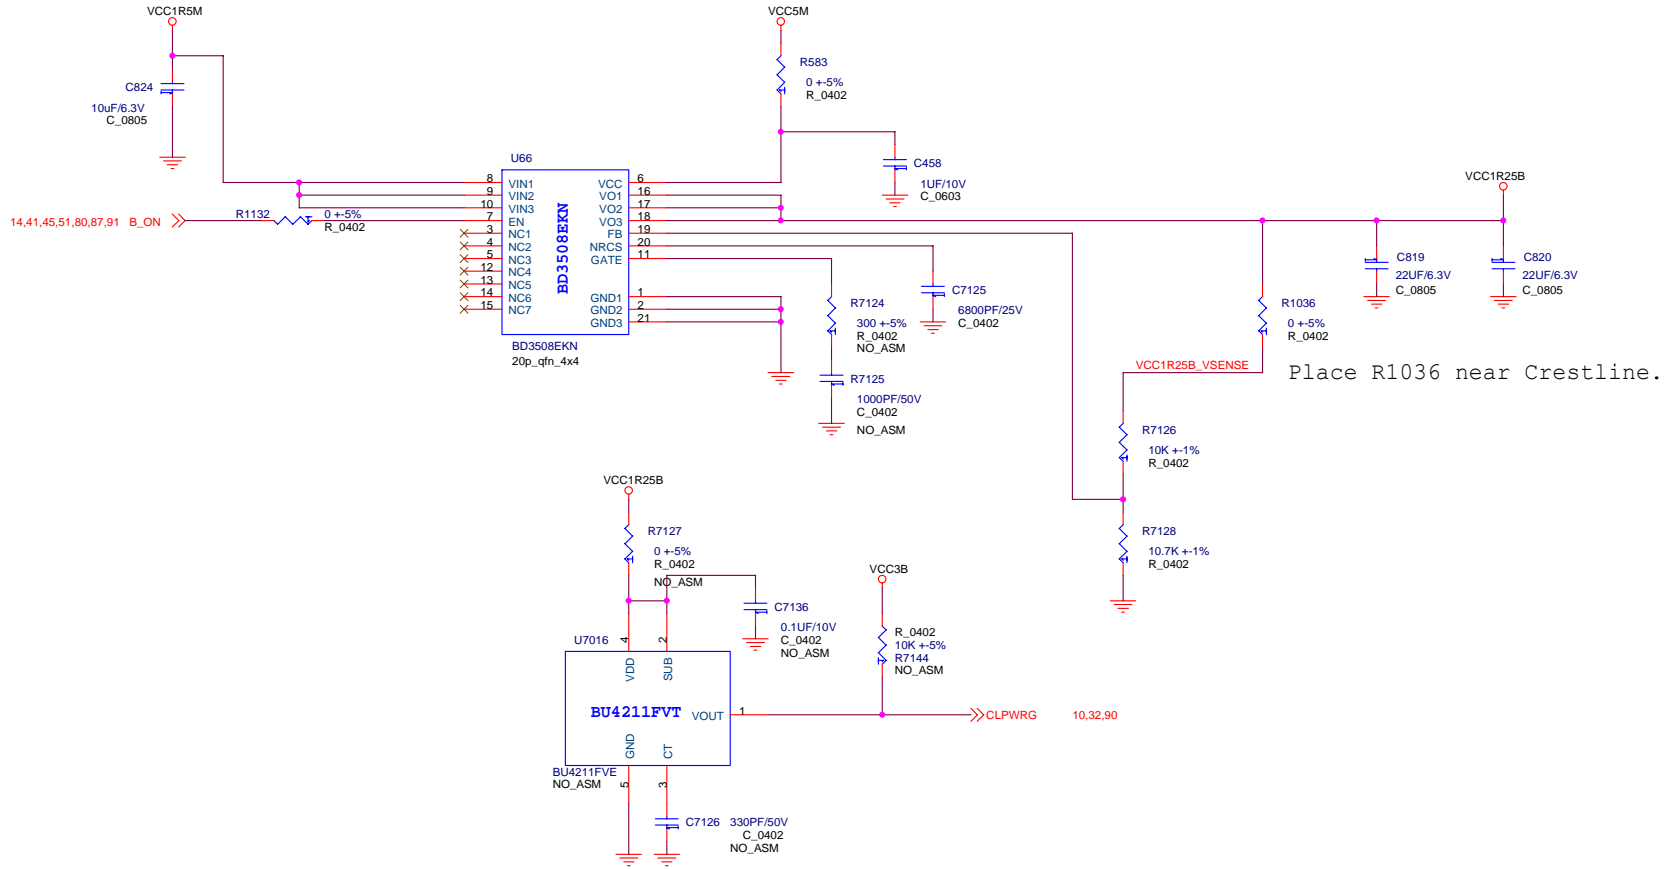 VCC1R5M
VCC5M
C824
10uF/6.3V
C_0805
R583
0 +-5%
R_0402
U66
C458
1UF/10V
C_0603
VCC1R25B
8 VIN1 VCC 6
9 VIN2 VO1 16
10 VIN3 VO2 17
7 EN VO3 18
3 NC1 FB 19
4 NC2 NRCS 20
5 NC3 GATE 11
12 NC4
13 NC5
14 NC6 GND1 1
15 NC7 GND2 2
GND3 21
BD3508EKN
14,41,45,51,80,87,91 B_ON
R1132 0 +-5%
R_0402
BD3508EKN
20p_qfn_4x4
R7124
300 +-5%
R_0402
NO_ASM
C7125
6800PF/25V
C_0402
R7125
1000PF/50V
C_0402
NO_ASM
C819
22UF/6.3V
C_0805
C820
22UF/6.3V
C_0805
R1036
0 +-5%
R_0402
VCC1R25B_VSENSE
Place R1036 near Crestline.
R7126
10K +-1%
R_0402
R7128
10.7K +-1%
R_0402
VCC1R25B
R7127
0 +-5%
R_0402
NO_ASM
C7136
0.1UF/10V
C_0402
NO_ASM
VCC3B
R_0402
10K +-5%
R7144
NO_ASM
U7016
4 2
VDD SUB
BU4211FVT VOUT 1
GND CT
5 3
BU4211FVE
NO_ASM
CLPWRG 10,32,90
C7126 330PF/50V
C_0402
NO_ASM